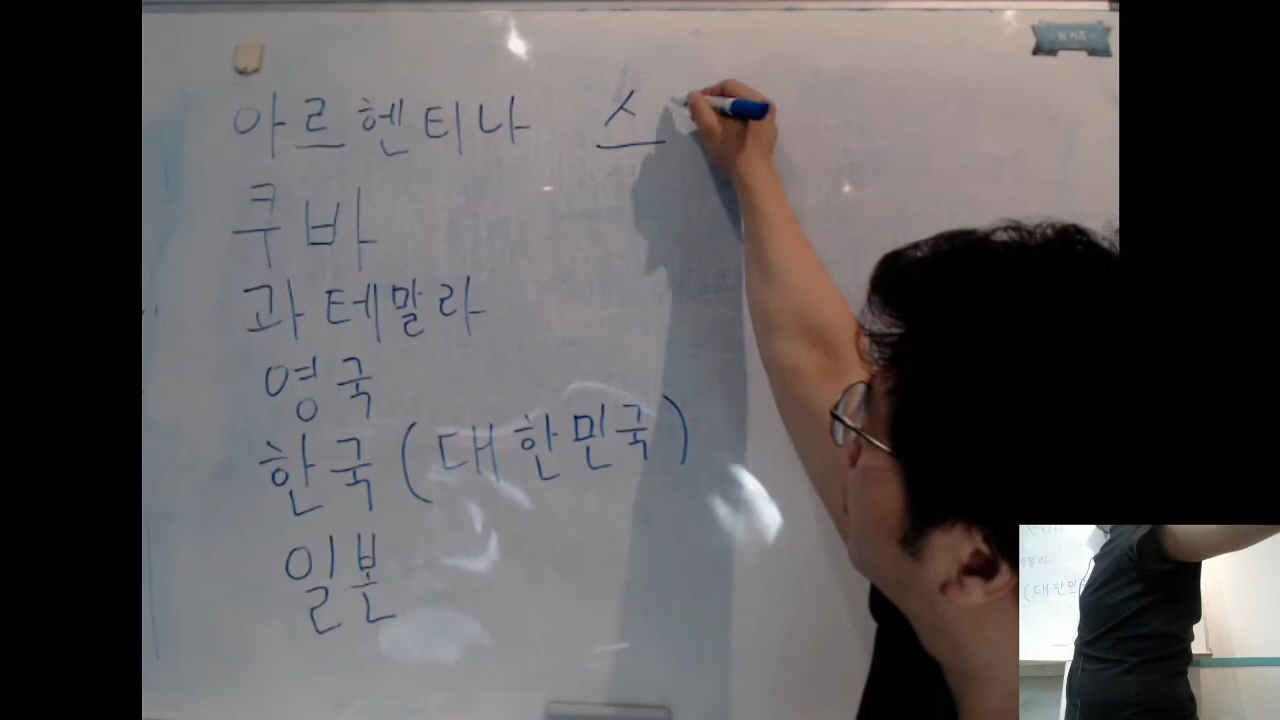 아르헨티나 스
쿠바
과테말라
영국
한국(대한민국)
일본